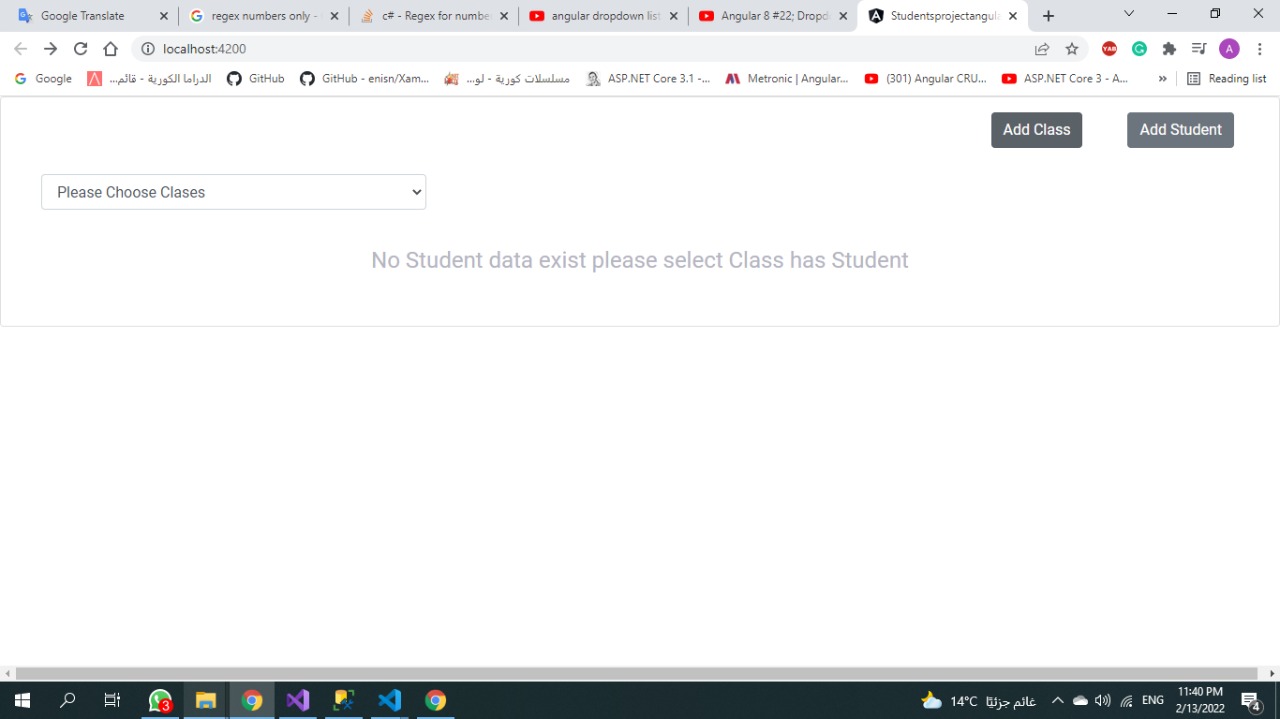 Google Translate
regex numbers only -
c# - Regex for numbe
angular dropdown list
Angular 8 #22; Dropd
Studentsprojectangula
localhost:4200
Google
الدراما الكورية - قائم...
GitHub
GitHub - enisn/Xam...
مسلسلات كورية - لو...
ASP.NET Core 3.1 -...
Metronic | Angular...
(301) Angular CRU...
ASP.NET Core 3 - A...
»
Reading list
YAB
A
Add Class
Add Student
Please Choose Clases
No Student data exist please select Class has Student
3
14°C غائم جزئيًا
ENG
11:40 PM
2/13/2022
4